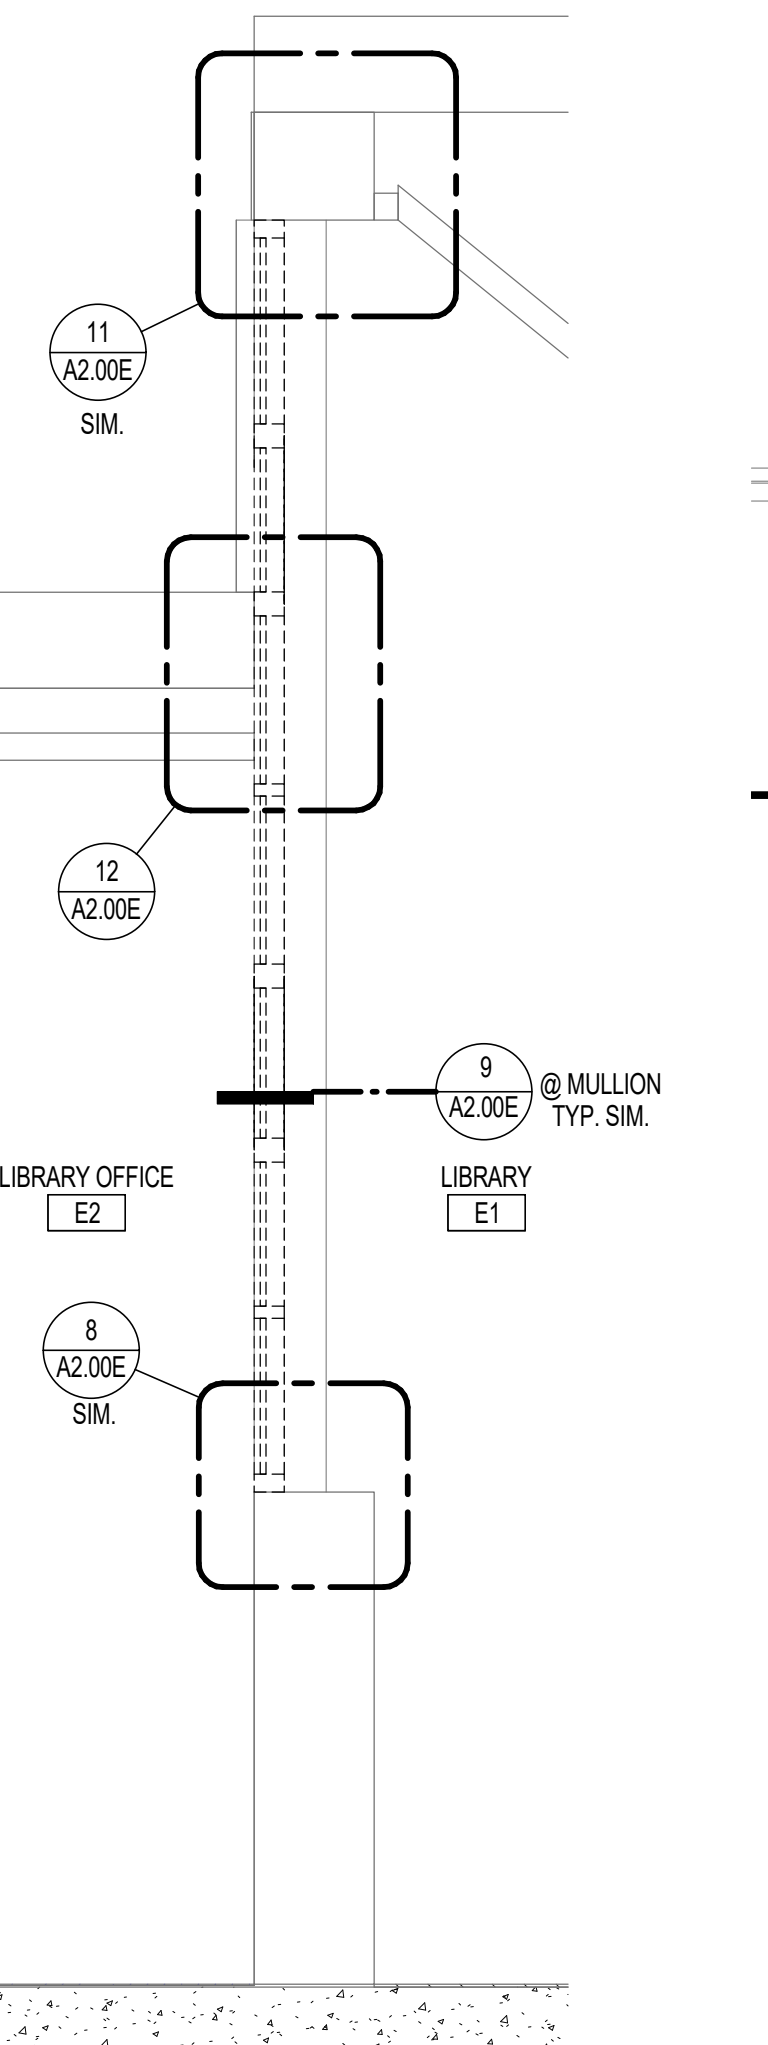 11
A2.00E
SIM.
12
A2.00E
9
A2.00E
@ MULLION
TYP. SIM.
LIBRARY OFFICE
E2
LIBRARY
E1
8
A2.00E
SIM.